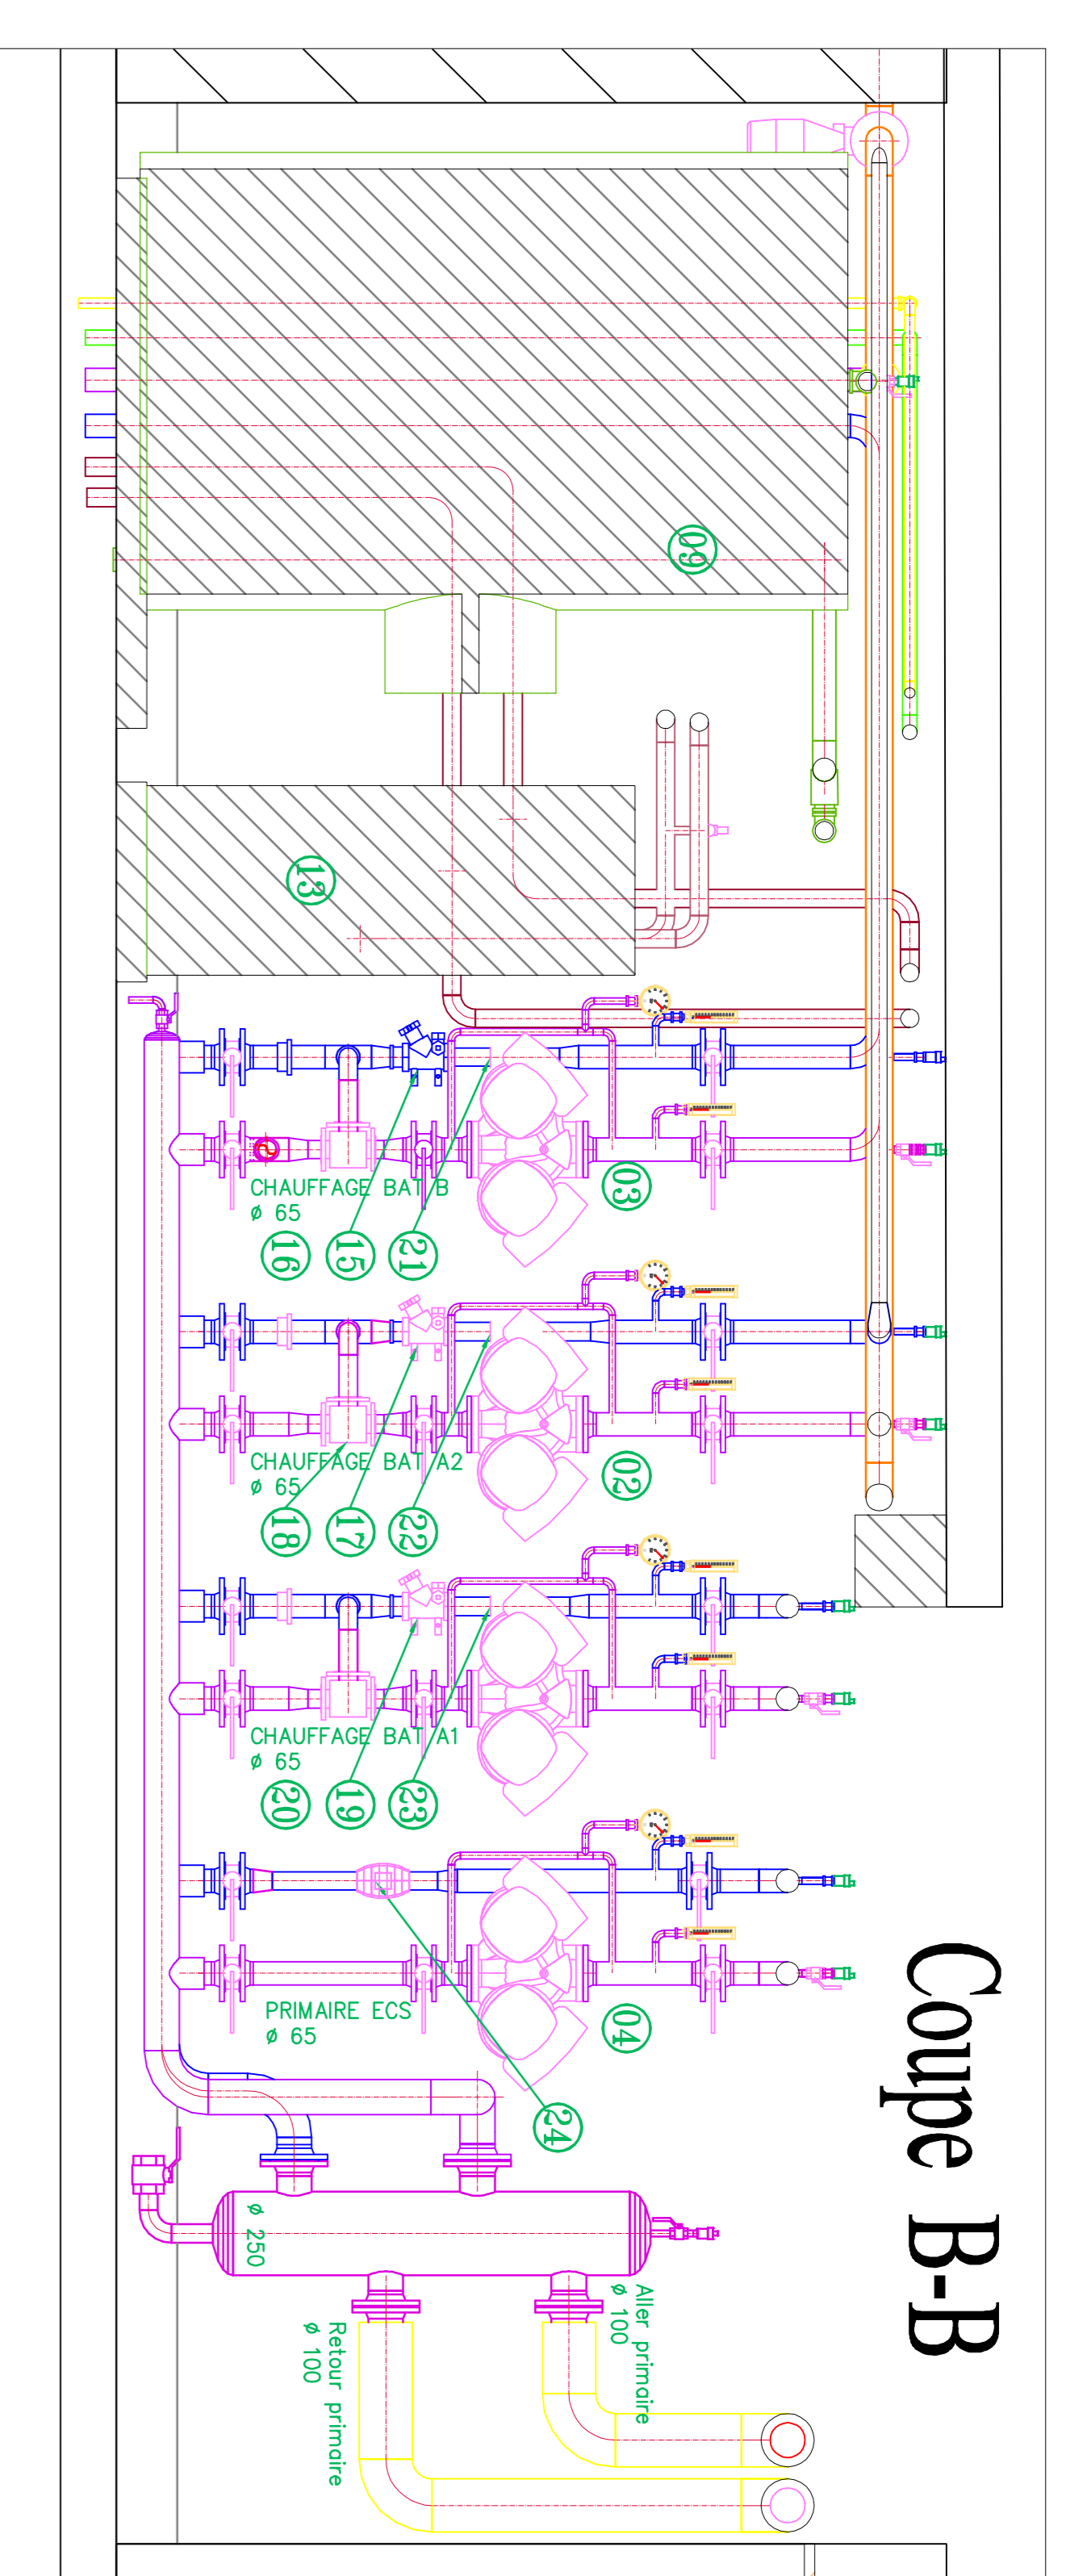 Coupe B-B
09
13
03
CHAUFFAGE BAT B
ø 65
16
15
21
02
CHAUFFAGE BAT A2
ø 65
18
17
22
CHAUFFAGE BAT A1
ø 65
20
19
23
04
PRIMAIRE ECS
ø 65
24
ø 250
Aller primaire
ø 100
Retour primaire
ø 100